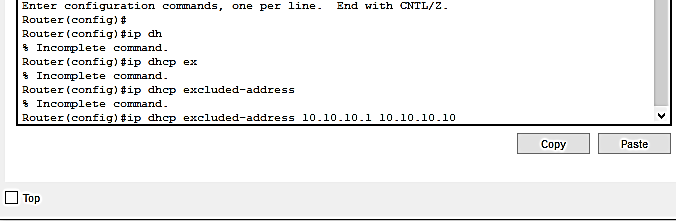 Enter configuration commands, one per line.  End with CNTL/Z.
Router(config)#
Router(config)#ip dh
% Incomplete command.
Router(config)#ip dhcp ex
% Incomplete command.
Router(config)#ip dhcp excluded-address
% Incomplete command.
Router(config)#ip dhcp excluded-address 10.10.10.1 10.10.10.10
Copy Paste
Top